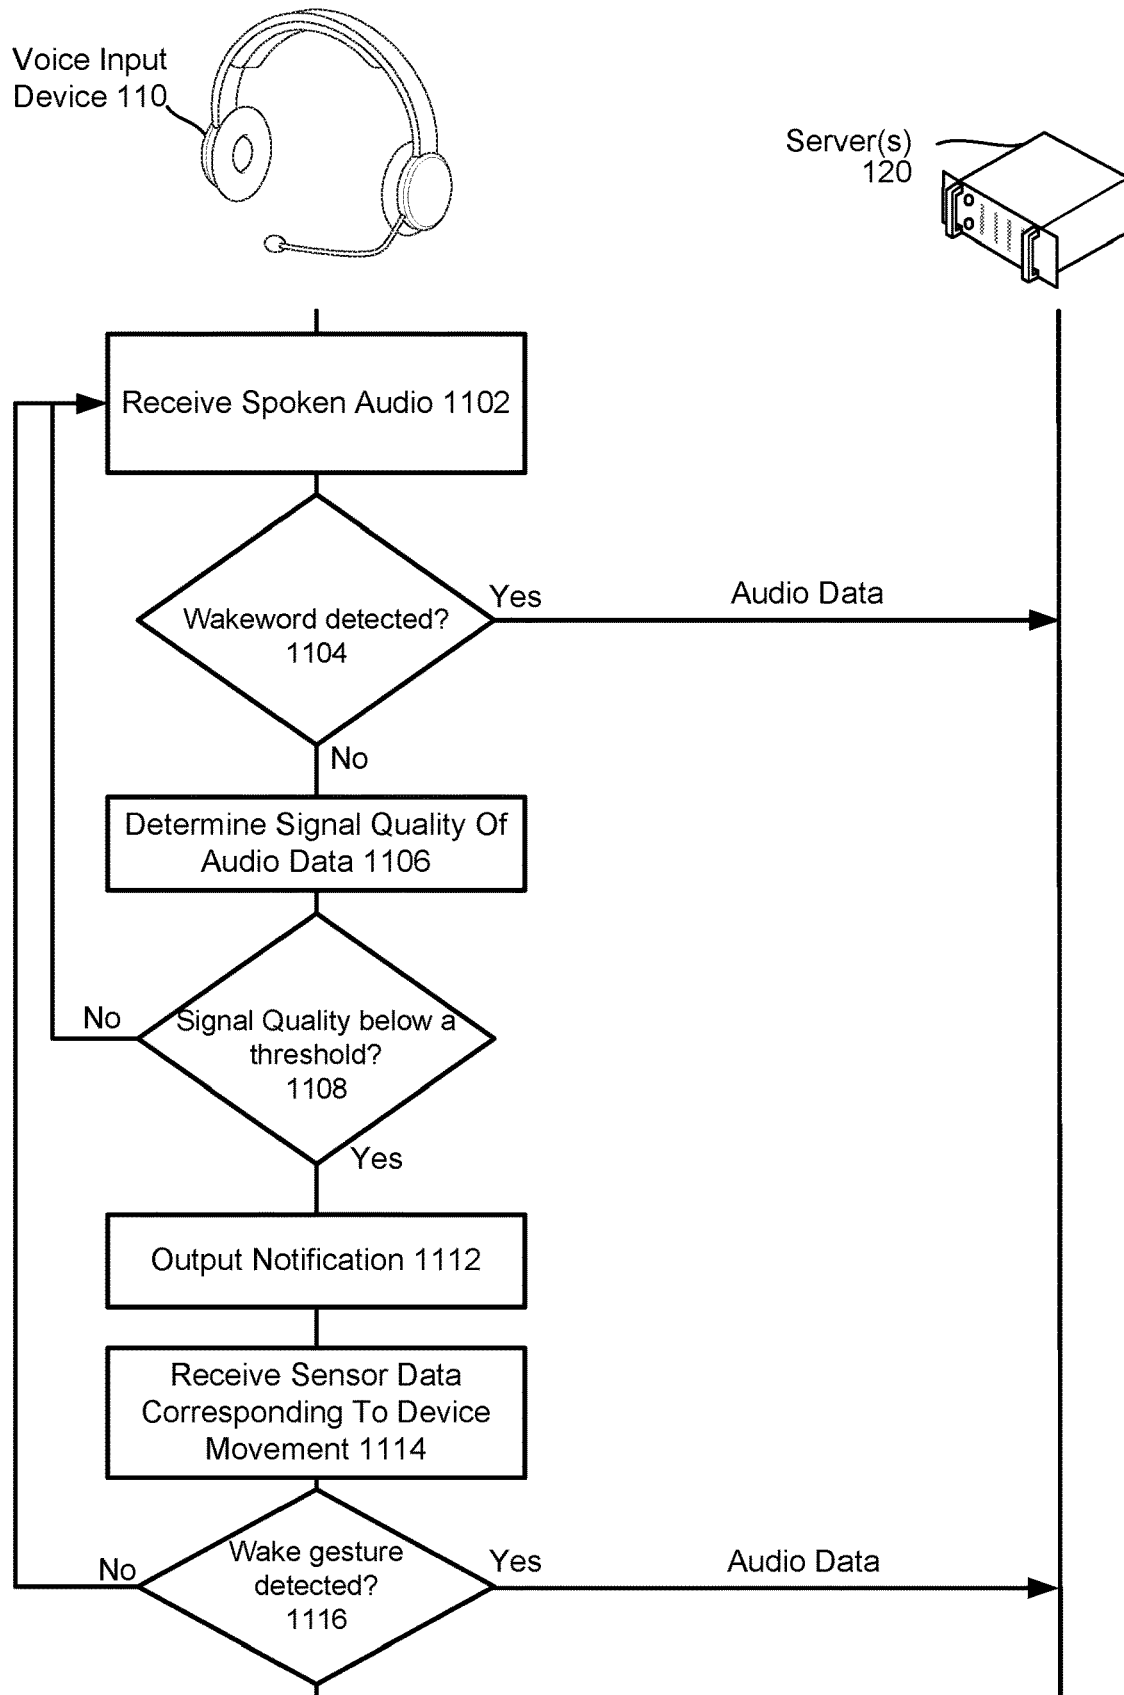 Voice Input
Device 110
Server(s)
120
Receive Spoken Audio 1102
Wakeword detected?
1104
Yes
Audio Data
No
Determine Signal Quality Of
Audio Data 1106
Signal Quality below a
threshold?
1108
No
Yes
Output Notification 1112
Receive Sensor Data
Corresponding To Device
Movement 1114
Wake gesture
detected?
1116
No
Yes
Audio Data